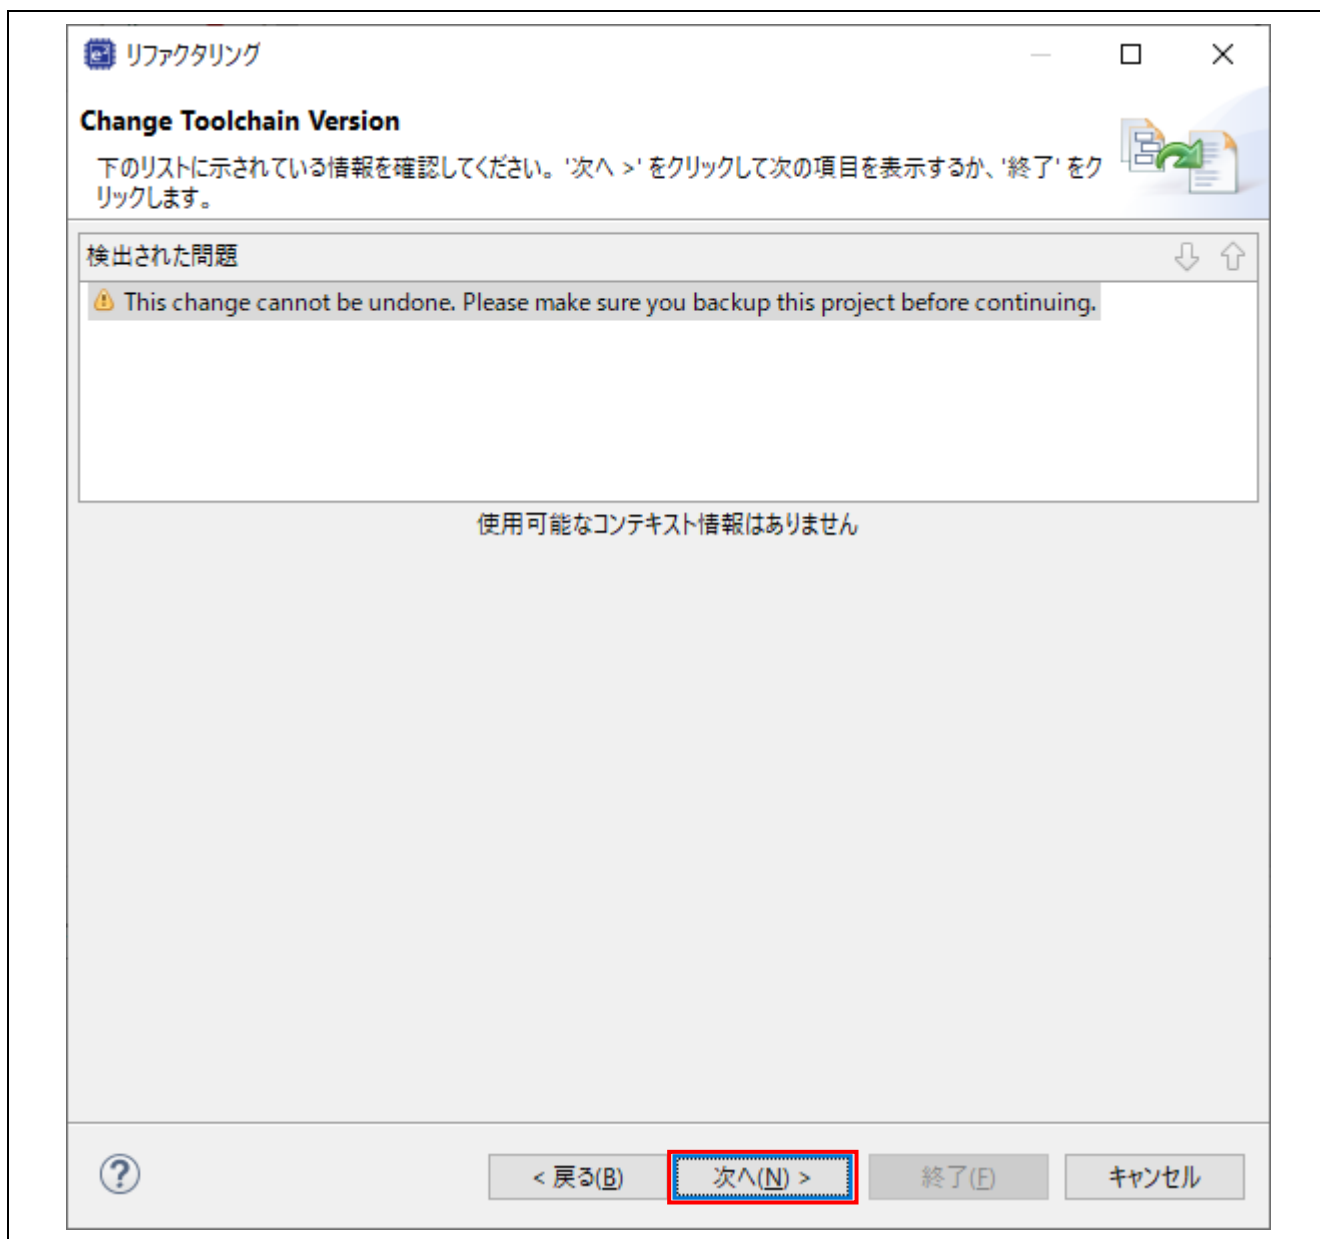 リファクタリング
Change Toolchain Version
下のリストに示されている情報を確認してください。'次へ >' をクリックして次の項目を表示するか、'終了' をク
リックします。
検出された問題
This change cannot be undone. Please make sure you backup this project before continuing.
使用可能なコンテキスト情報はありません
< 戻る(B) 次へ(N) > 終了(F) キャンセル